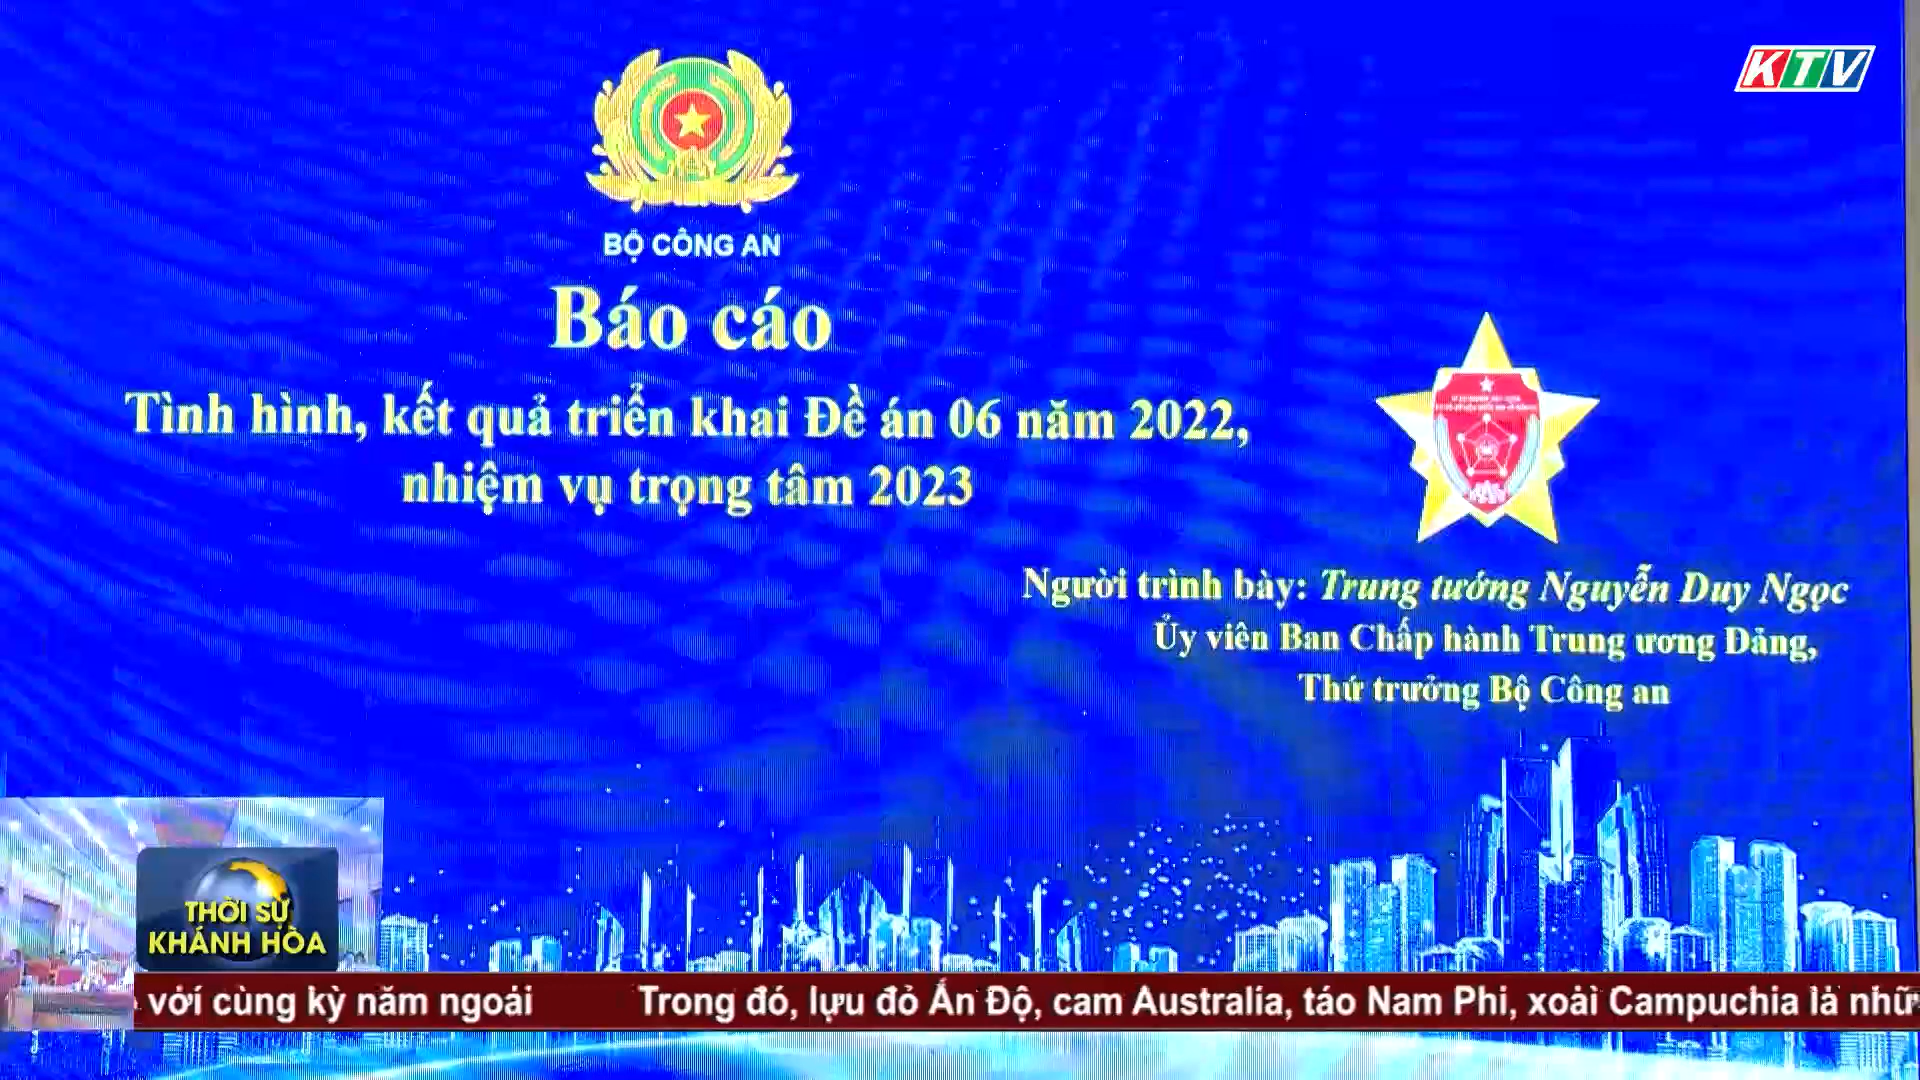 KTV
BỘ CÔNG AN
Báo cáo
Tình hình, kết quả triển khai Đề án 06 năm 2022,
nhiệm vụ trọng tâm 2023
Người trình bày: Trung tướng Nguyễn Duy Ngọc
Ủy viên Ban Chấp hành Trung ương Đảng,
Thứ trưởng Bộ Công an
THỜI SỰ
KHÁNH HÒA
với cùng kỳ năm ngoái Trong đó, lựu đỏ Ấn Độ, cam Australia, táo Nam Phi, xoài Campuchia là nhữ